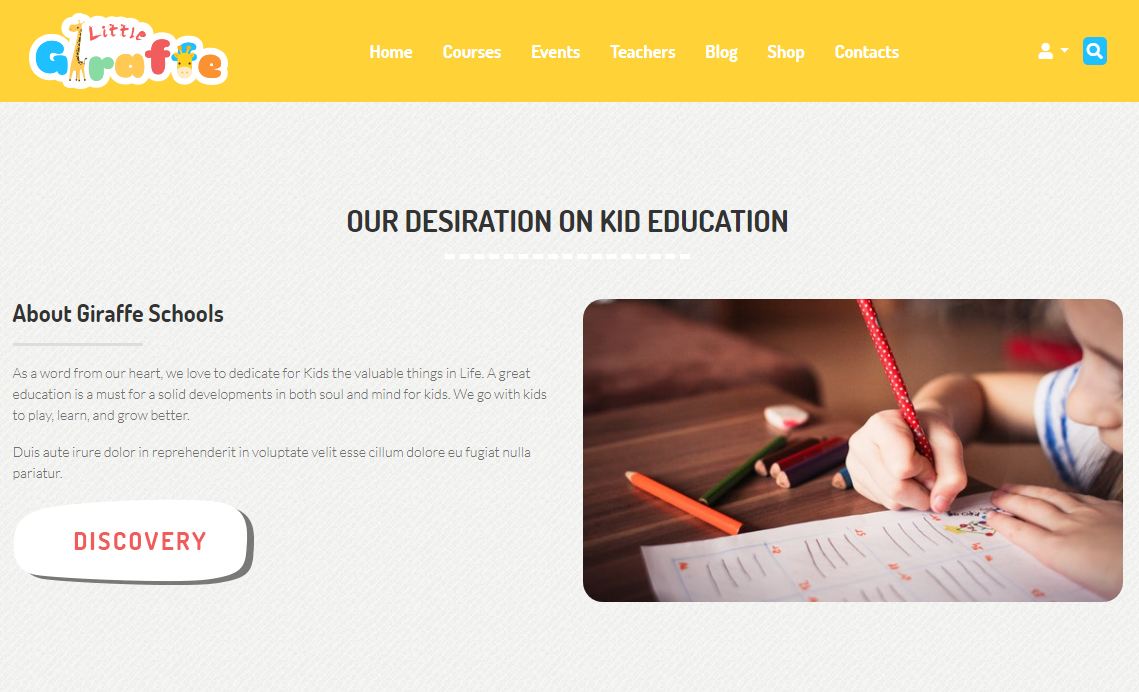 Little
Giraffe
Home Courses Events Teachers Blog Shop Contacts
OUR DESIRATION ON KID EDUCATION
About Giraffe Schools
As a word from our heart, we love to dedicate for Kids the valuable things in Life. A great
education is a must for a solid developments in both soul and mind for kids. We go with kids
to play, learn, and grow better.
Duis aute irure dolor in reprehenderit in voluptate velit esse cillum dolore eu fugiat nulla
pariatur.
DISCOVERY